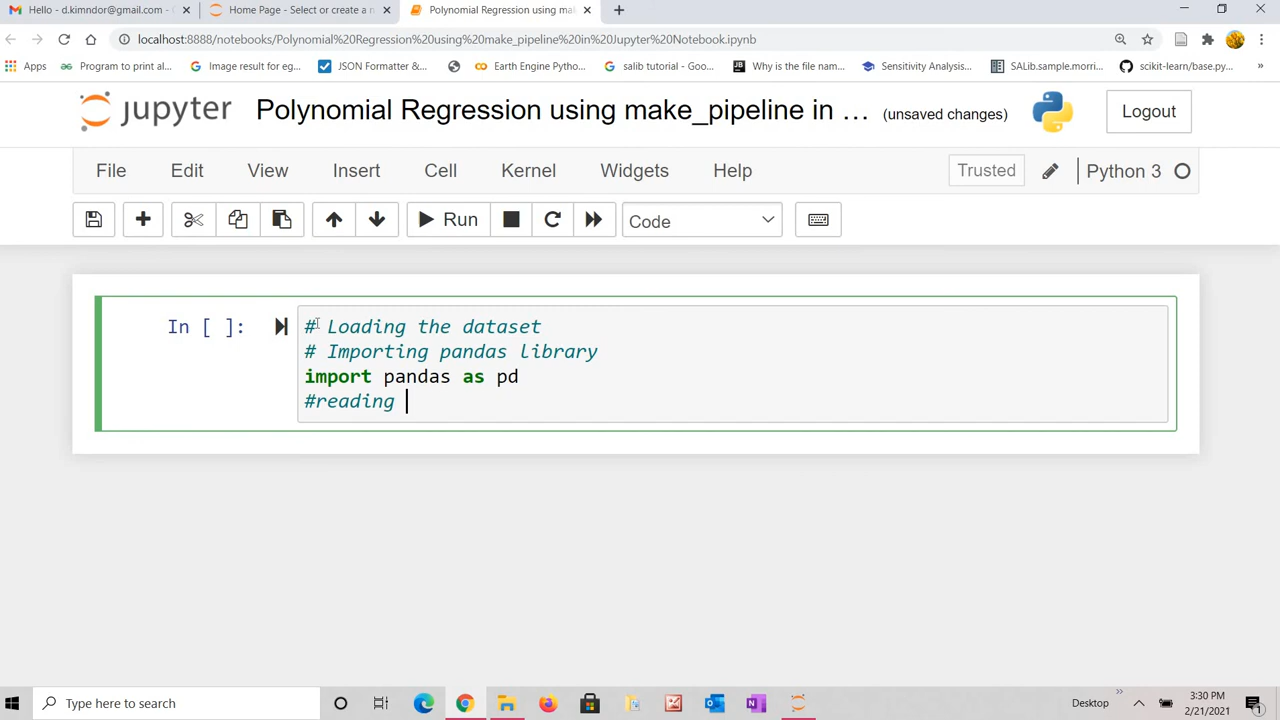 Hello - d.kimndor@gmail.com -
Home Page - Select or create a n
Polynomial Regression using mak
localhost:8888/notebooks/Polynomial%20Regression%20using%20make_pipeline%20in%20Jupyter%20Notebook.ipynb
Apps
Program to print al...
Image result for eg...
JSON Formatter &...
Earth Engine Pytho...
salib tutorial - Goo...
Why is the file nam...
Sensitivity Analysis...
SALib.sample.morri...
scikit-learn/base.py...
»
jupyter
Polynomial Regression using make_pipeline in ...
(unsaved changes)
Logout
File
Edit
View
Insert
Cell
Kernel
Widgets
Help
Trusted
Python 3
Run
Code
In [ ]:
# Loading the dataset
# Importing pandas library
import pandas as pd
#reading
Type here to search
Desktop
»
3:30 PM
2/21/2021
1